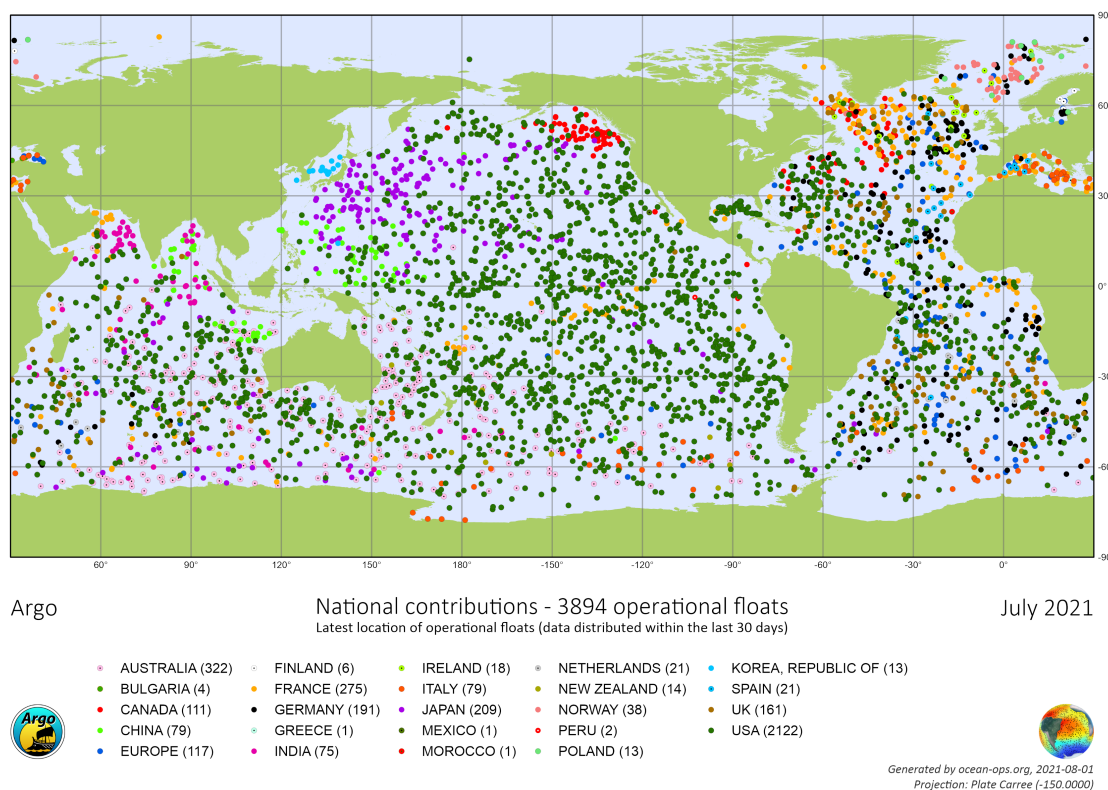 90
60
30
0°
-30
-60
-90
60° 90° 120° 150° 180° -150° -120° -90° -60° -30° 0°
Argo National contributions - 3894 operational floats July 2021
Latest location of operational floats (data distributed within the last 30 days)
AUSTRALIA (322) FINLAND (6) IRELAND (18) NETHERLANDS (21) KOREA, REPUBLIC OF (13)
BULGARIA (4) FRANCE (275) ITALY (79) NEW ZEALAND (14) SPAIN (21)
CANADA (111) GERMANY (191) JAPAN (209) NORWAY (38) UK (161)
CHINA (79) GREECE (1) MEXICO (1) PERU (2) USA (2122)
EUROPE (117) INDIA (75) MOROCCO (1) POLAND (13)
Argo
Generated by ocean-ops.org, 2021-08-01
Projection: Plate Carree (-150.0000)